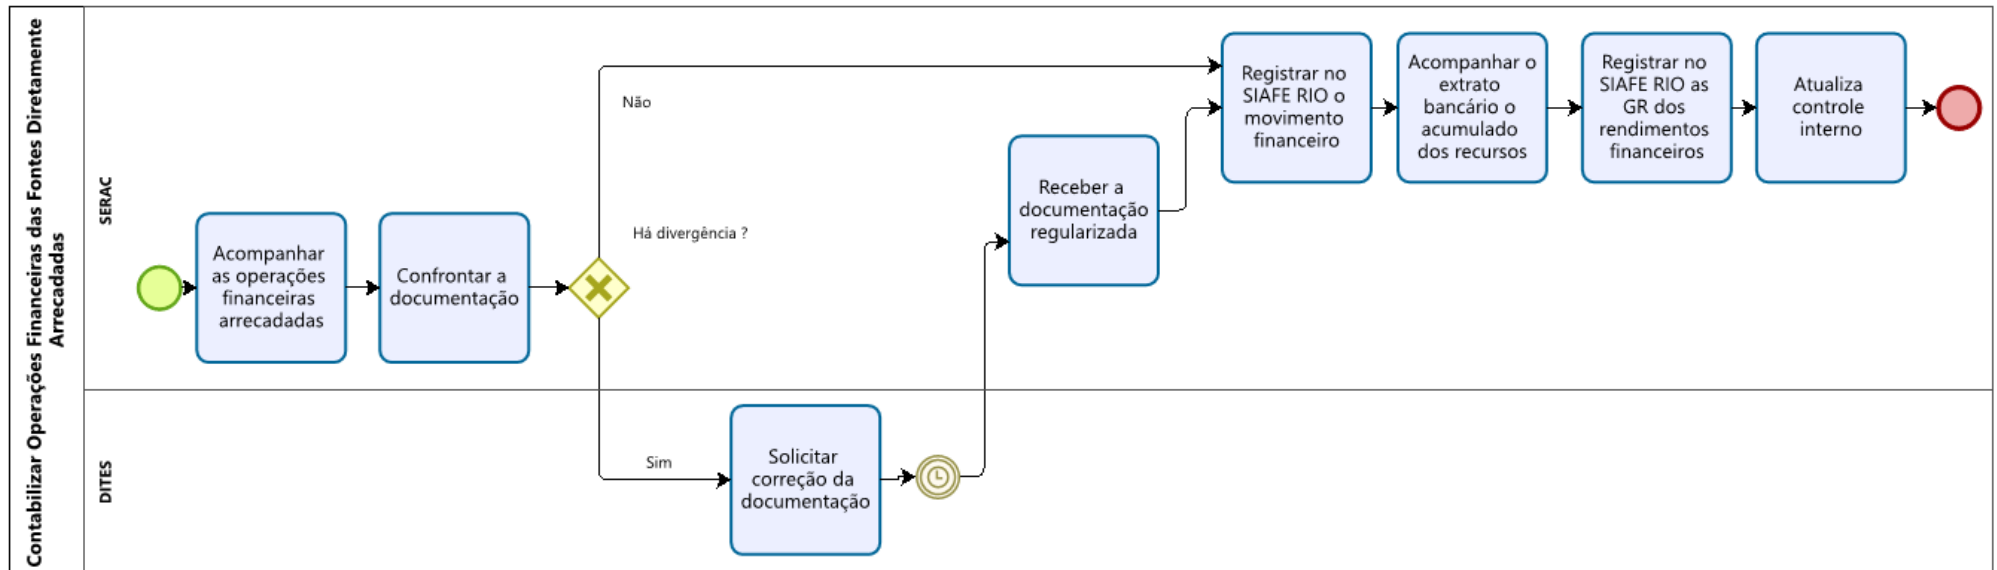 Contabilizar Operações Financeiras das Fontes Diretamente
Arrecadadas
SERAC
Acompanhar
as operações
financeiras
arrecadadas
Confrontar a
documentação
Não
Há divergência ?
Receber a
documentação
regularizada
Registrar no
SIAFE RIO o
movimento
financeiro
Acompanhar o
extrato
bancário o
acumulado
dos recursos
Registrar no
SIAFE RIO as
GR dos
rendimentos
financeiros
Atualiza
controle
interno
DITES
Sim
Solicitar
correção da
documentação